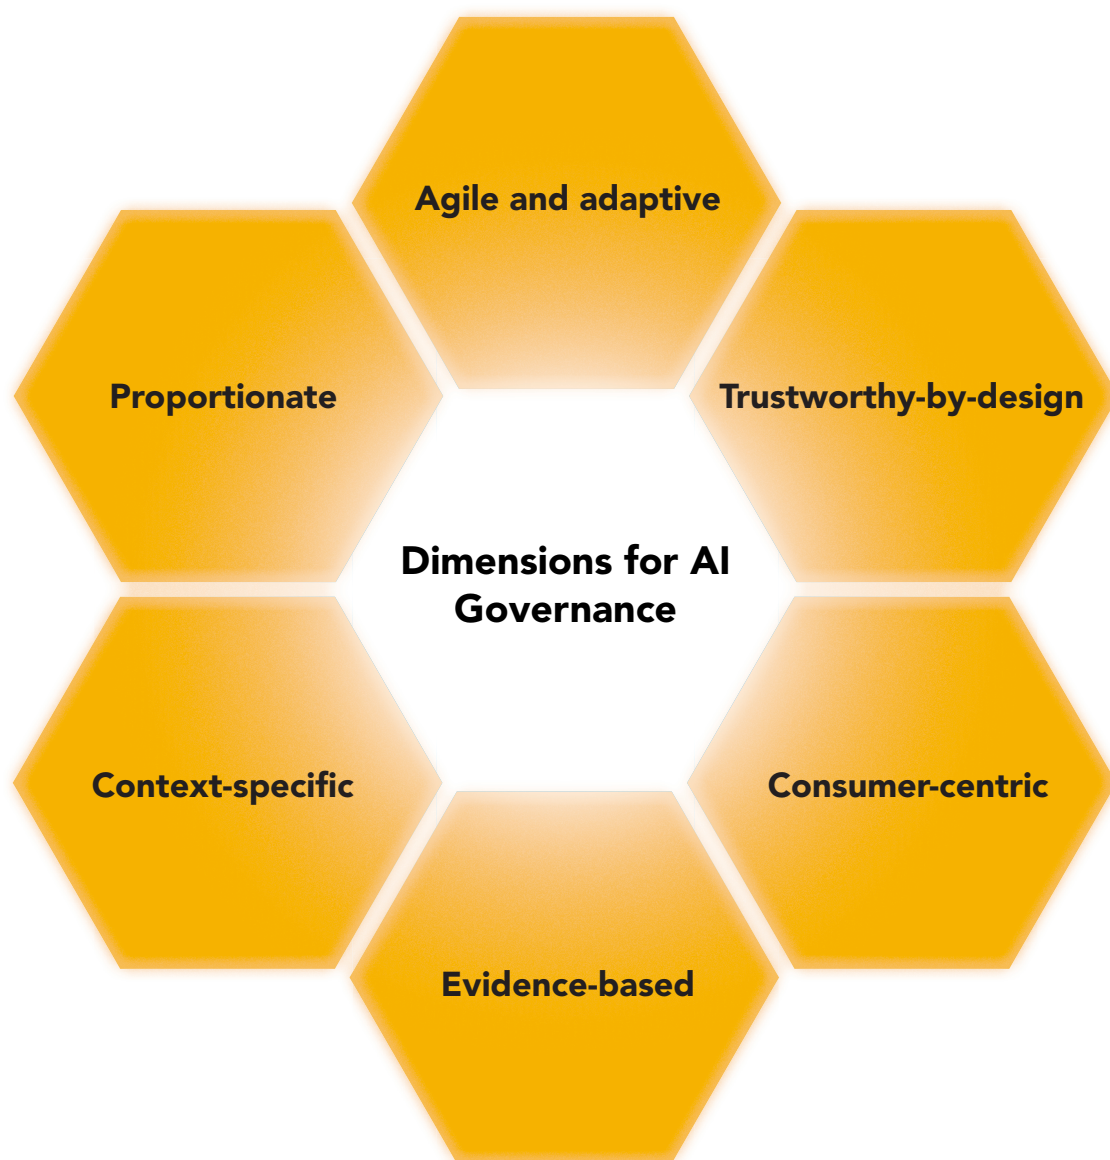 Agile and adaptive
Proportionate
Trustworthy-by-design
Dimensions for AI
Governance
Context-specific
Consumer-centric
Evidence-based